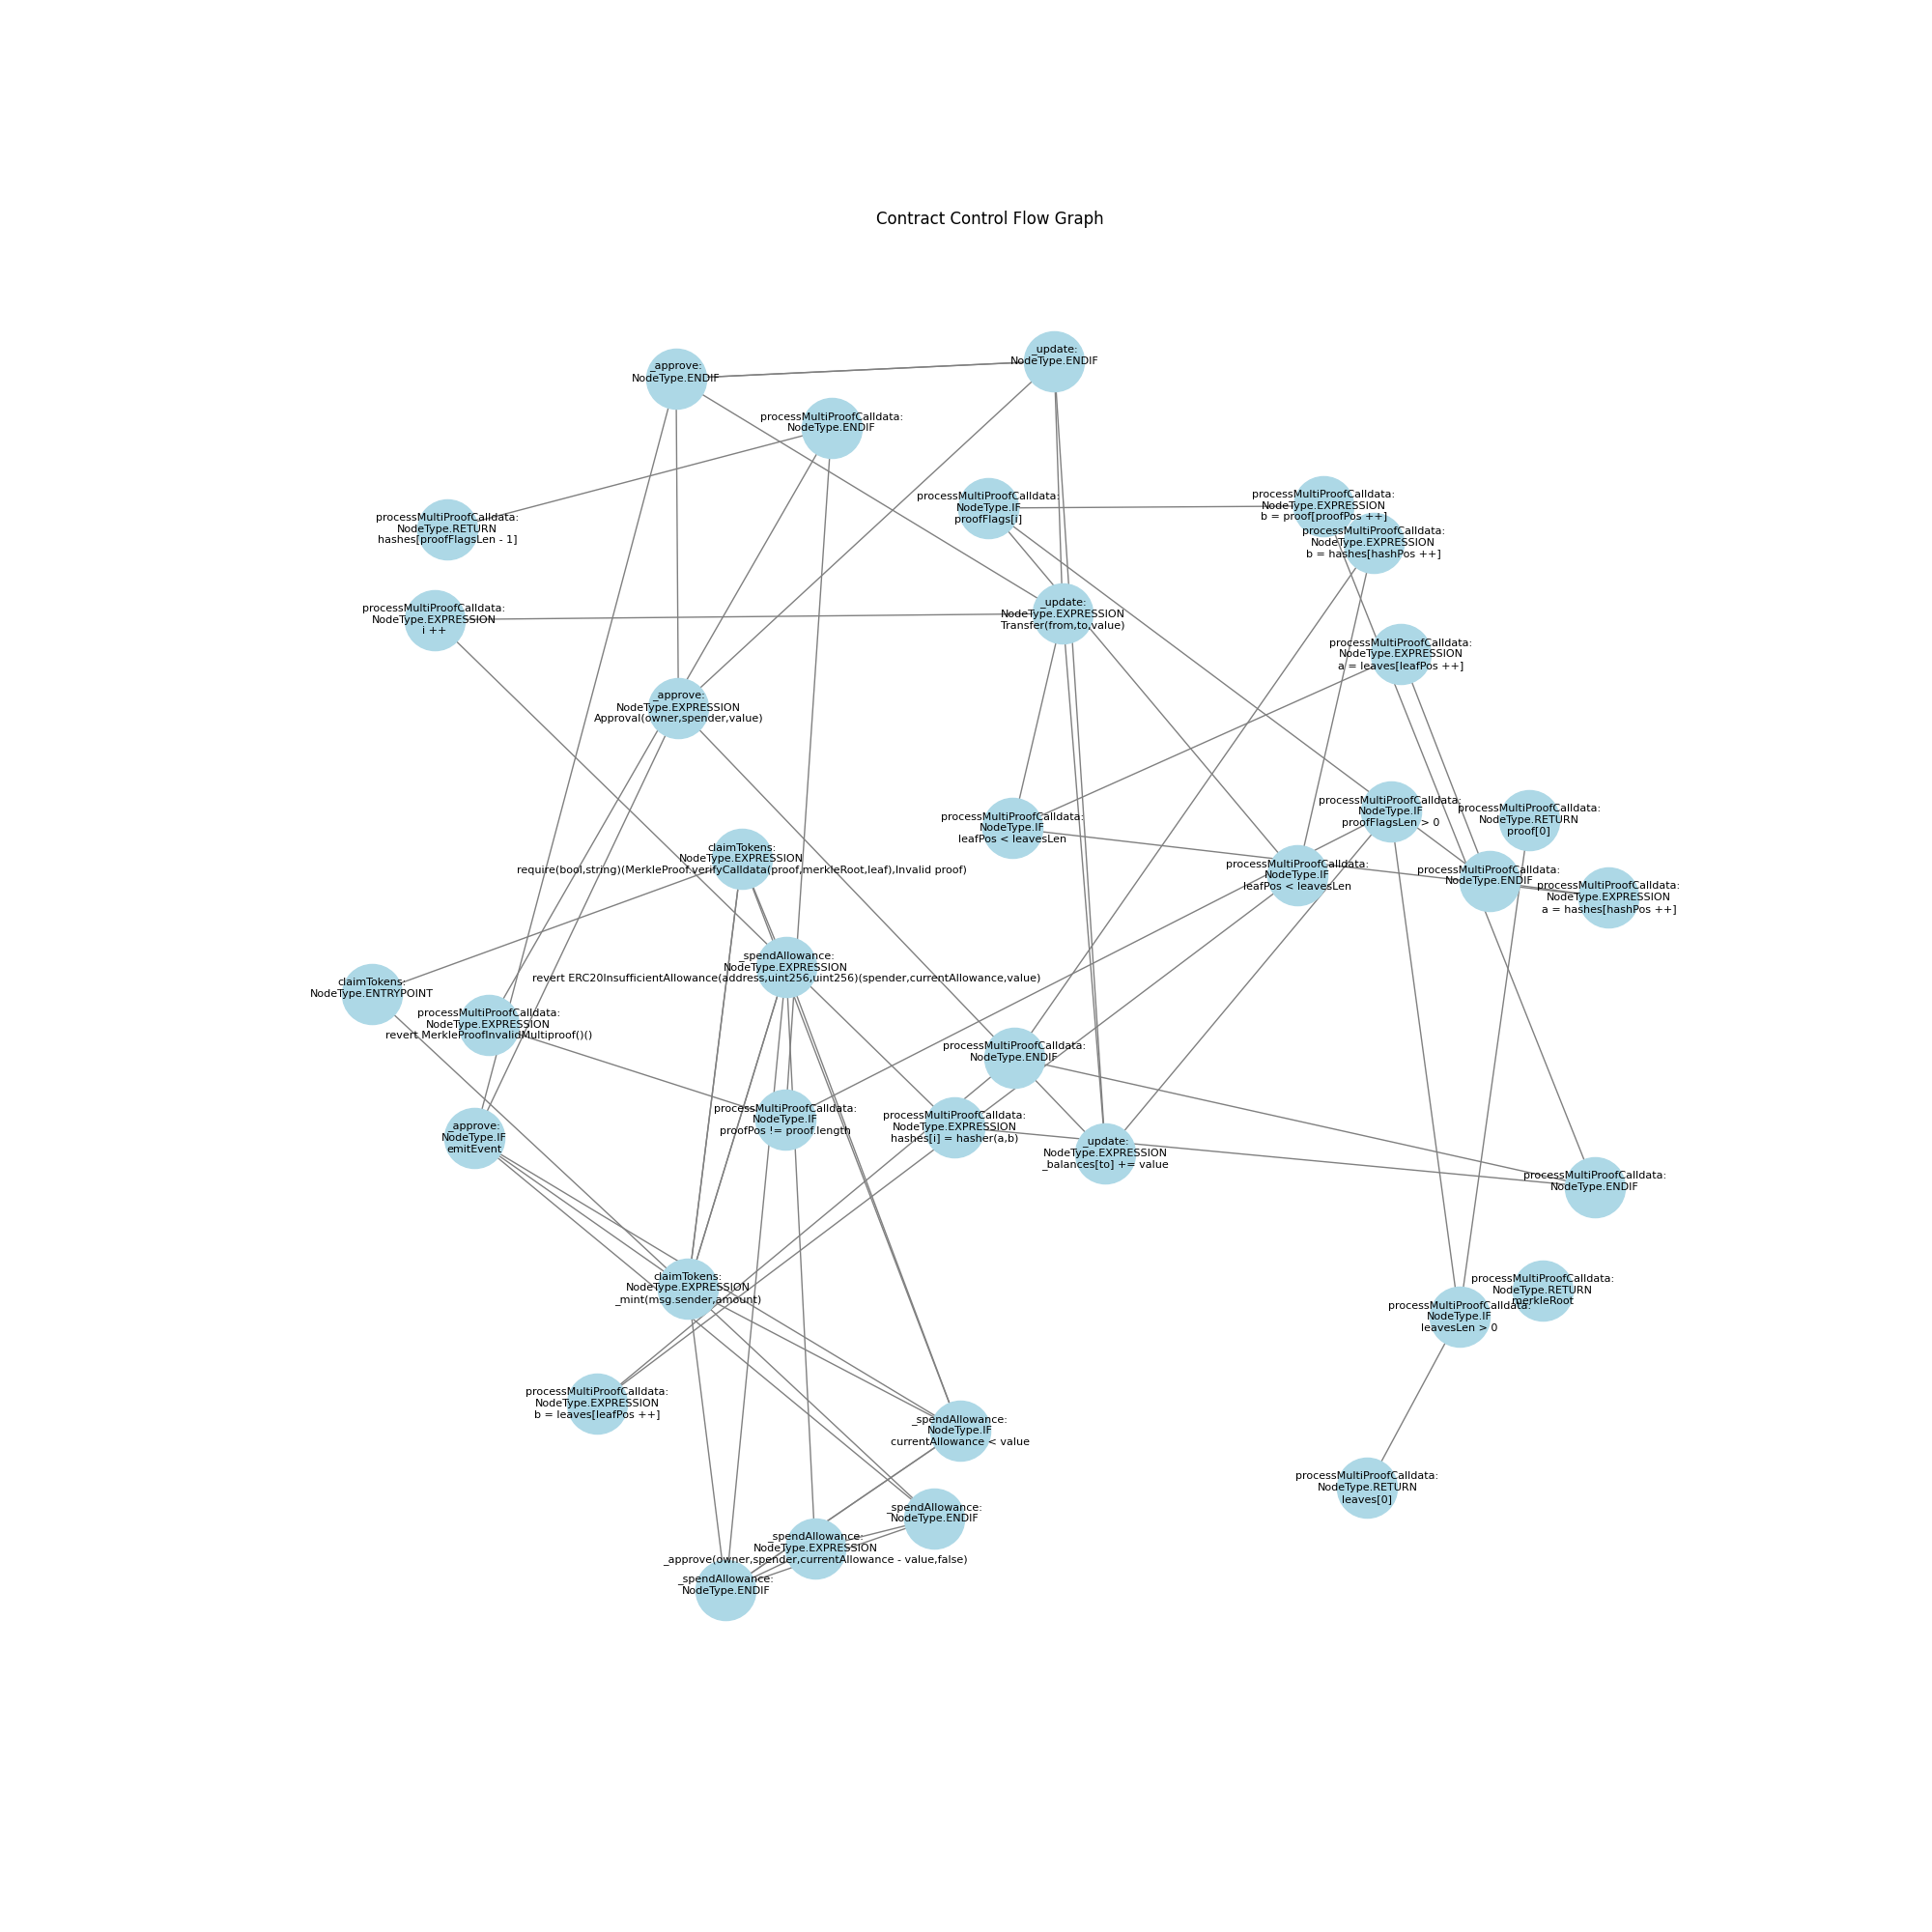 Contract Control Flow Graph
_update:
NodeType.ENDIF
_approve:
NodeType.ENDIF
processMultiProofCalldata:
NodeType.ENDIF
processMultiProofCalldata:
NodeType.IF
proofFlags[i]
processMultiProofCalldata:
NodeType.EXPRESSION
b = proof[proofPos ++]
processMultiProofCalldata:
NodeType.RETURN
hashes[proofFlagsLen - 1]
processMultiProofCalldata:
NodeType.EXPRESSION
b = hashes[hashPos ++]
processMultiProofCalldata:
NodeType.EXPRESSION
i ++
_update:
NodeType.EXPRESSION
Transfer(from,to,value)
processMultiProofCalldata:
NodeType.EXPRESSION
a = leaves[leafPos ++]
_approve:
NodeType.EXPRESSION
Approval(owner,spender,value)
processMultiProofCalldata:
NodeType.IF
proofFlagsLen > 0
processMultiProofCalldata:
NodeType.RETURN
proof[0]
processMultiProofCalldata:
NodeType.IF
leafPos < leavesLen
claimTokens:
NodeType.EXPRESSION
require(bool,string)(MerkleProof.verifyCalldata(proof,merkleRoot,leaf),Invalid proof)
processMultiProofCalldata:
NodeType.IF
leafPos < leavesLen
processMultiProofCalldata:
NodeType.ENDIF
processMultiProofCalldata:
NodeType.EXPRESSION
a = hashes[hashPos ++]
_spendAllowance:
NodeType.EXPRESSION
revert ERC20InsufficientAllowance(address,uint256,uint256)(spender,currentAllowance,value)
claimTokens:
NodeType.ENTRYPOINT
processMultiProofCalldata:
NodeType.EXPRESSION
revert MerkleProofInvalidMultiproof()()
processMultiProofCalldata:
NodeType.ENDIF
processMultiProofCalldata:
NodeType.IF
proofPos != proof.length
processMultiProofCalldata:
NodeType.EXPRESSION
hashes[i] = hasher(a,b)
_approve:
NodeType.IF
emitEvent
_update:
NodeType.EXPRESSION
_balances[to] += value
processMultiProofCalldata:
NodeType.ENDIF
claimTokens:
NodeType.EXPRESSION
_mint(msg.sender,amount)
processMultiProofCalldata:
NodeType.RETURN
merkleRoot
processMultiProofCalldata:
NodeType.IF
leavesLen > 0
processMultiProofCalldata:
NodeType.EXPRESSION
b = leaves[leafPos ++]
_spendAllowance:
NodeType.IF
currentAllowance < value
processMultiProofCalldata:
NodeType.RETURN
leaves[0]
_spendAllowance:
NodeType.ENDIF
_spendAllowance:
NodeType.EXPRESSION
_approve(owner,spender,currentAllowance - value,false)
_spendAllowance:
NodeType.ENDIF